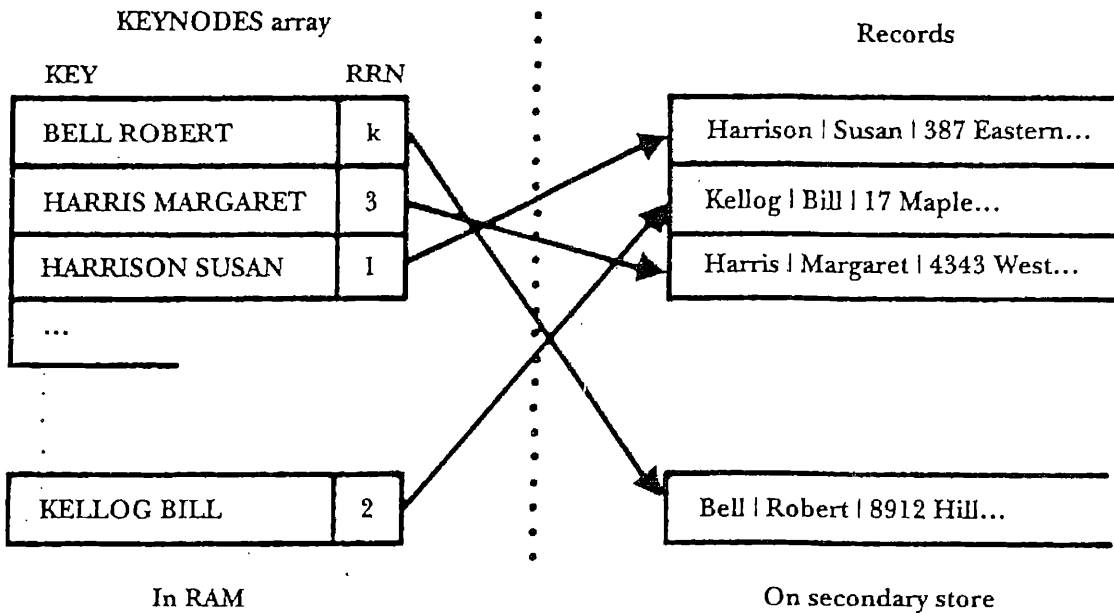 KEYNODES array
KEY RRN
BELL ROBERT k
HARRIS MARGARET 3
HARRISON SUSAN 1
...
KELLOG BILL 2
In RAM
Records
Harrison | Susan | 387 Eastern...
Kellog | Bill | 17 Maple...
Harris | Margaret | 4343 West...
Bell | Robert | 8912 Hill...
On secondary store